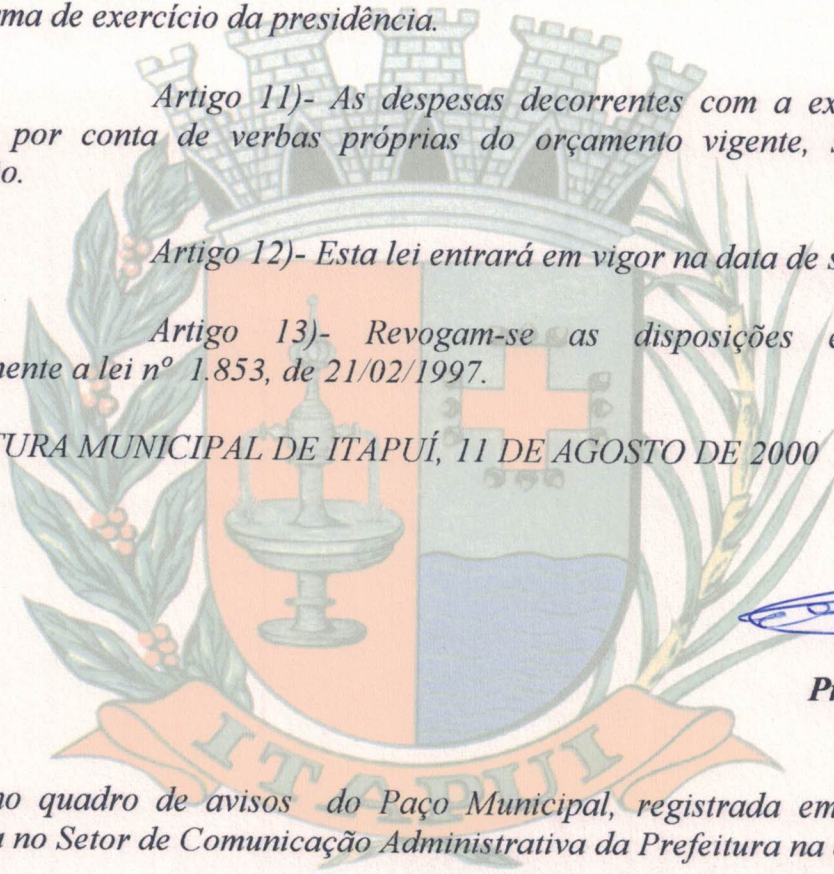 rma de exercício da presidência.
Artigo 11)- As despesas decorrentes com a ex
por conta de verbas próprias do orçamento vigente, s
o.
Artigo 12)- Esta lei entrará em vigor na data de s
Artigo 13)- Revogam-se as disposições e
mente a lei nº 1.853, de 21/02/1997.
TURA MUNICIPAL DE ITAPUÍ, 11 DE AGOSTO DE 2000
Pr
ITAPUI
no quadro de avisos do Paço Municipal, registrada em
a no Setor de Comunicação Administrativa da Prefeitura na